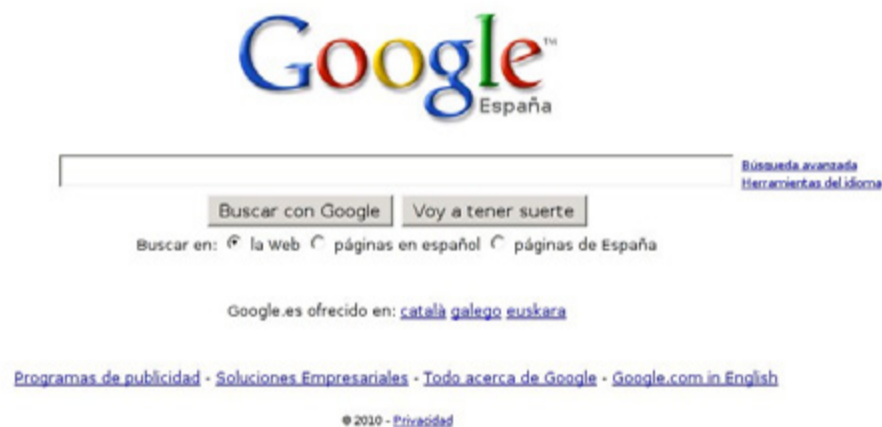 Google™
España
Búsqueda avanzada
Herramientas del idioma
Buscar con Google Voy a tener suerte
Buscar en: la Web páginas en español páginas de España
Google.es ofrecido en: català galego euskara
Programas de publicidad - Soluciones Empresariales - Todo acerca de Google - Google.com in English
© 2010 - Privacidad